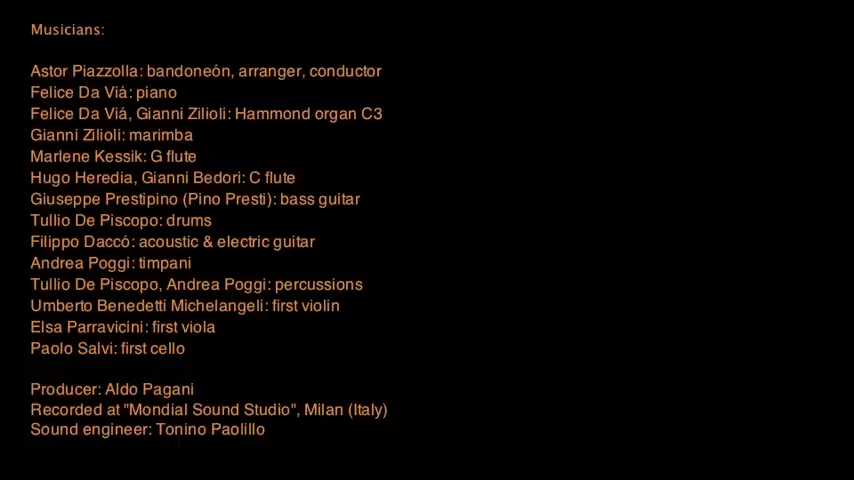 Musicians:
Astor Piazzolla: bandoneón, arranger, conductor
Felice Da Viá: piano
Felice Da Viá, Gianni Zilioli: Hammond organ C3
Gianni Zilioli: marimba
Marlene Kessik: G flute
Hugo Heredia, Gianni Bedori: C flute
Giuseppe Prestipino (Pino Presti): bass guitar
Tullio De Piscopo: drums
Filippo Daccó: acoustic & electric guitar
Andrea Poggi: timpani
Tullio De Piscopo, Andrea Poggi: percussions
Umberto Benedetti Michelangeli: first violin
Elsa Parravicini: first viola
Paolo Salvi: first cello
Producer: Aldo Pagani
Recorded at "Mondial Sound Studio", Milan (Italy)
Sound engineer: Tonino Paolillo